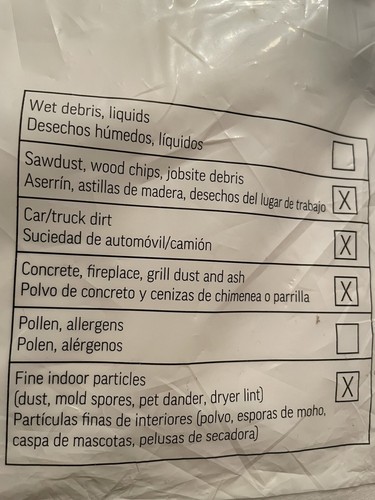 Wet debris, liquids
Desechos húmedos, líquidos
Sawdust, wood chips, jobsite debris
Aserrín, astillas de madera, desechos del lugar de trabajo X
Car/truck dirt
Suciedad de automóvil/camión X
Concrete, fireplace, grill dust and ash
Polvo de concreto y cenizas de chimenea o parrilla X
Pollen, allergens
Polen, alérgenos
Fine indoor particles X
(dust, mold spores, pet dander, dryer lint)
Partículas finas de interiores (polvo, esporas de moho,
caspa de mascotas, pelusas de secadora)